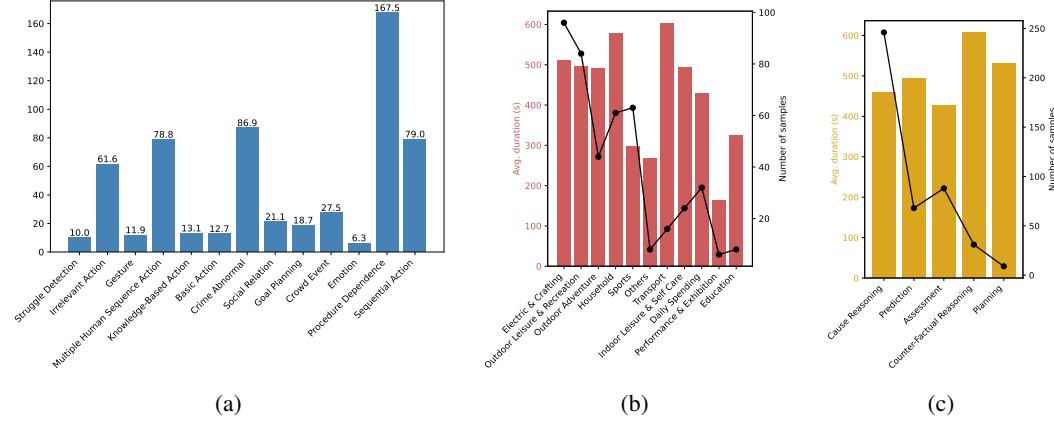 160
140
120
100
80
60
40
20
0
10.0
61.6
11.9
78.8
13.1
12.7
86.9
21.1
18.7
27.5
6.3
167.5
79.0
Struggle Detection
Irrelevant Action
Gesture
Multiple Human Sequence Action
Knowledge-Based Action
Basic Action
Crime Abnormal
Social Relation
Goal Planning
Crowd Event
Emotion
Procedure Dependence
Sequential Action
(a)
Avg. duration (s)
600
500
400
300
200
100
0
100
80
60
40
20
Number of samples
Electric & Crafting
Outdoor Leisure & Recreation
Outdoor Adventure
Household
Sports
Others
Transport
Indoor Leisure & Self Care
Daily Spending
Performance & Exhibition
Education
(b)
Avg. duration (s)
600
500
400
300
200
100
0
250
200
150
100
50
0
Number of samples
Cause Reasoning
Prediction
Assessment
Counter-Factual Reasoning
Planning
(c)